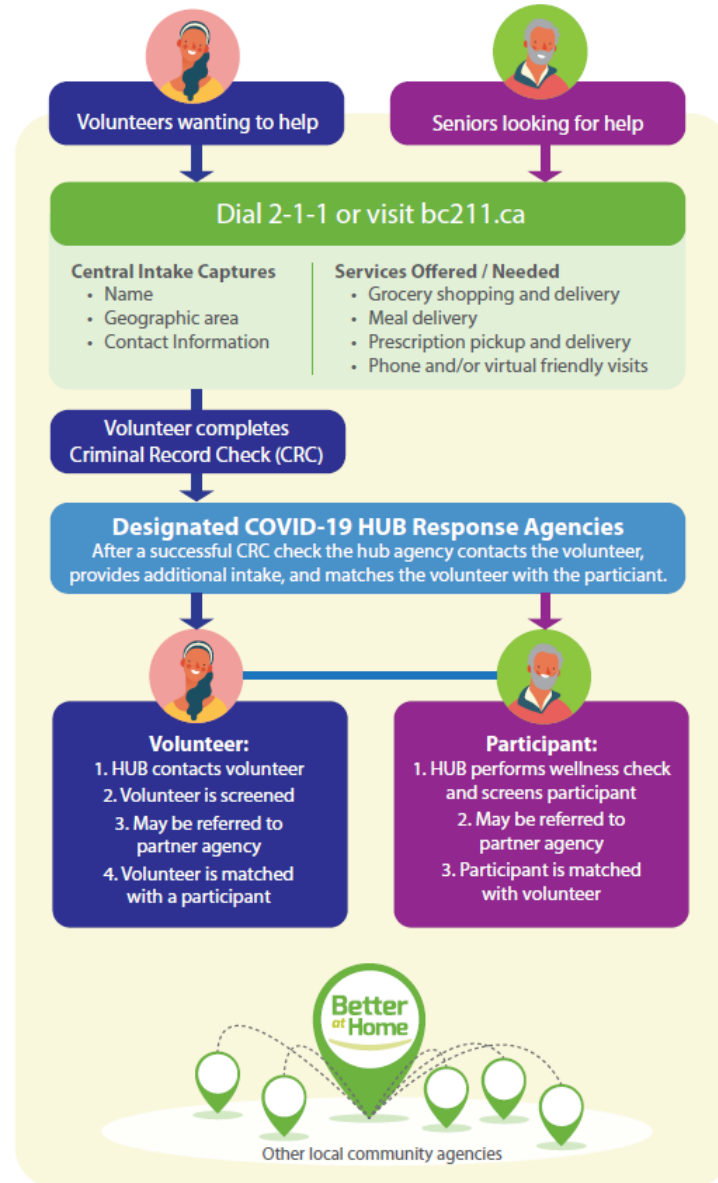 Volunteers wanting to help
Seniors looking for help
Dial 2-1-1 or visit bc211.ca
Central Intake Captures
• Name
• Geographic area
• Contact Information
Services Offered / Needed
• Grocery shopping and delivery
• Meal delivery
• Prescription pickup and delivery
• Phone and/or virtual friendly visits
Volunteer completes
Criminal Record Check (CRC)
Designated COVID-19 HUB Response Agencies
After a successful CRC check the hub agency contacts the volunteer,
provides additional intake, and matches the volunteer with the particiant.
Volunteer:
1. HUB contacts volunteer
2. Volunteer is screened
3. May be referred to
partner agency
4. Volunteer is matched
with a participant
Participant:
1. HUB performs wellness check
and screens participant
2. May be referred to
partner agency
3. Participant is matched
with volunteer
Better
at Home
Other local community agencies